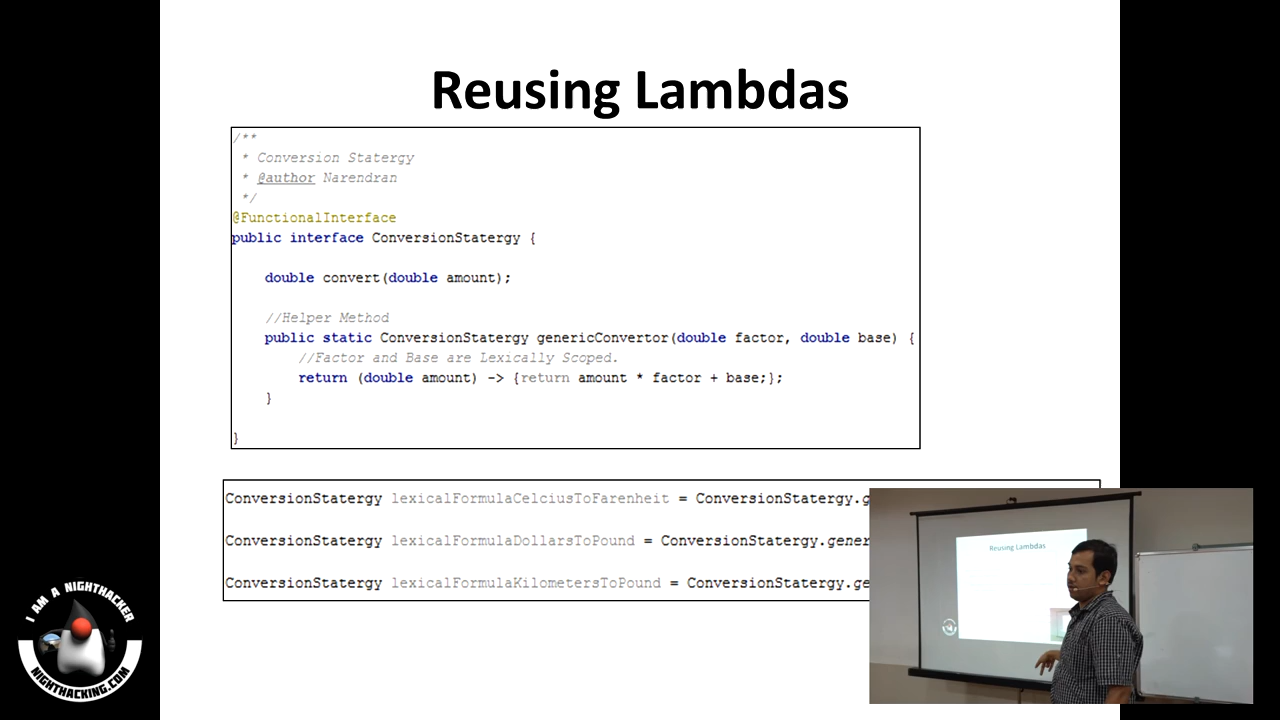 Reusing Lambdas
/**
 * Conversion Statergy
 * @author Narendran
 */
@FunctionalInterface
public interface ConversionStatergy {
    double convert(double amount);
    //Helper Method
    public static ConversionStatergy genericConvertor(double factor, double base) {
        //Factor and Base are Lexically Scoped.
        return (double amount) -> {return amount * factor + base;};
    }
}
ConversionStatergy lexicalFormulaCelciusToFarenheit = ConversionStatergy.g
ConversionStatergy lexicalFormulaDollarsToPound = ConversionStatergy.gener
ConversionStatergy lexicalFormulaKilometersToPound = ConversionStatergy.ge
Reusing Lambdas
I AM A NIGHTHACKER
NIGHTHACKING.COM